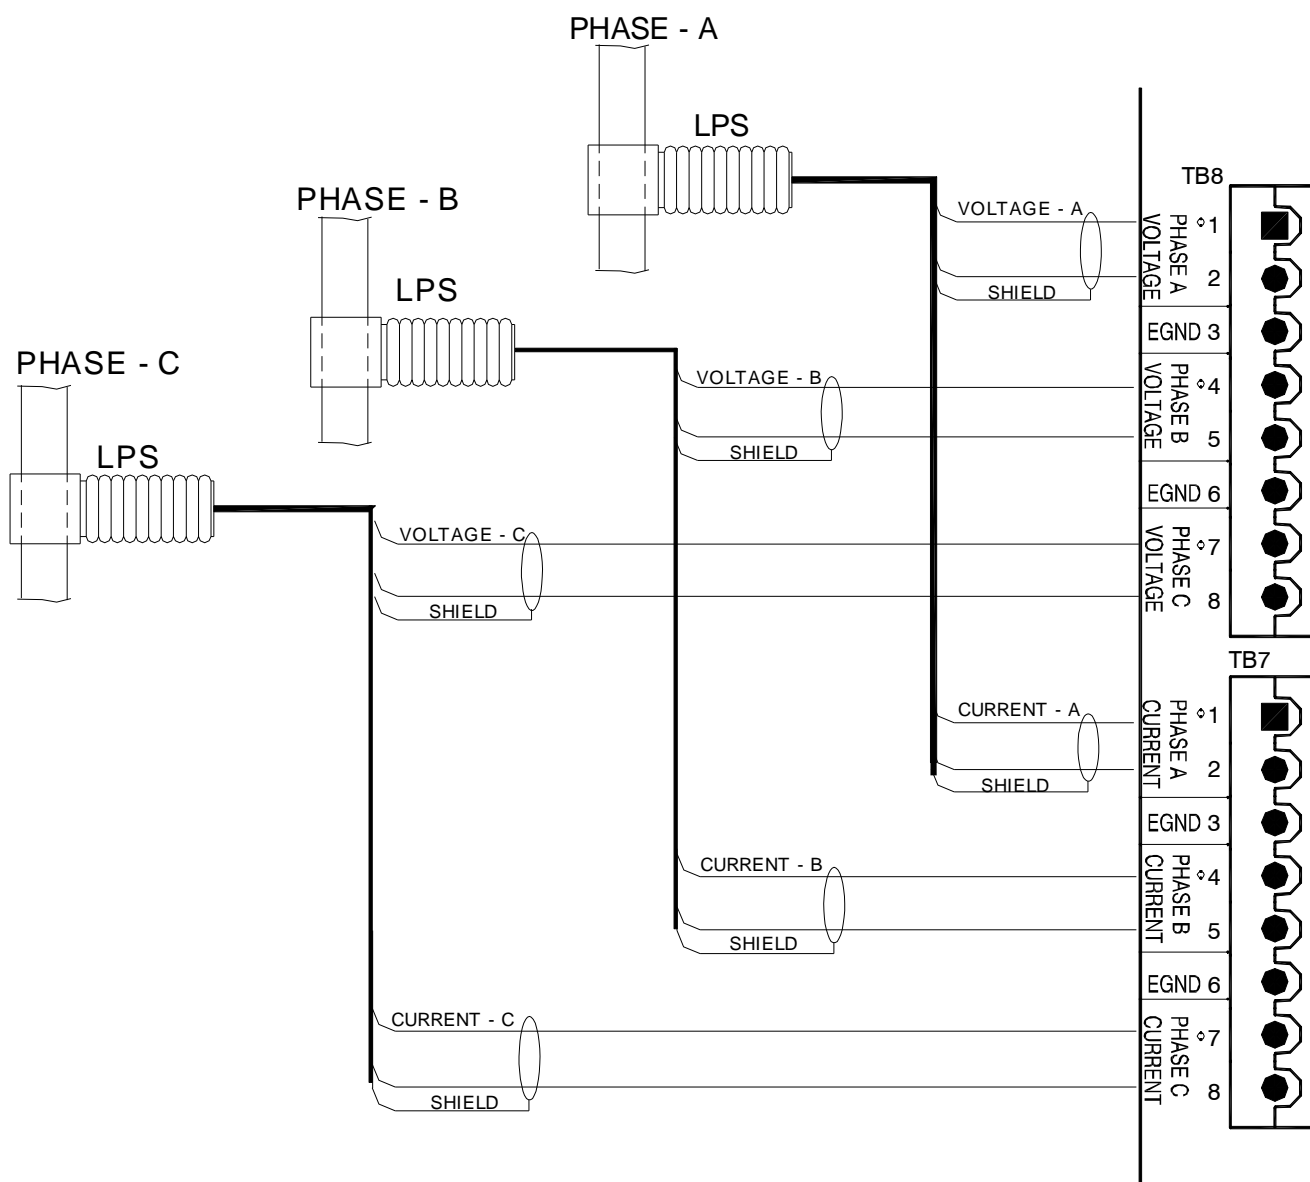 PHASE - A
LPS
PHASE - B
LPS
PHASE - C
LPS
TB8
VOLTAGE - A
SHIELD
PHASE A
VOLTAGE
1
2
EGND 3
VOLTAGE - B
SHIELD
PHASE B
VOLTAGE
4
5
EGND 6
VOLTAGE - C
SHIELD
PHASE C
VOLTAGE
7
8
TB7
CURRENT - A
SHIELD
PHASE A
CURRENT
1
2
EGND 3
CURRENT - B
SHIELD
PHASE B
CURRENT
4
5
EGND 6
CURRENT - C
SHIELD
PHASE C
CURRENT
7
8